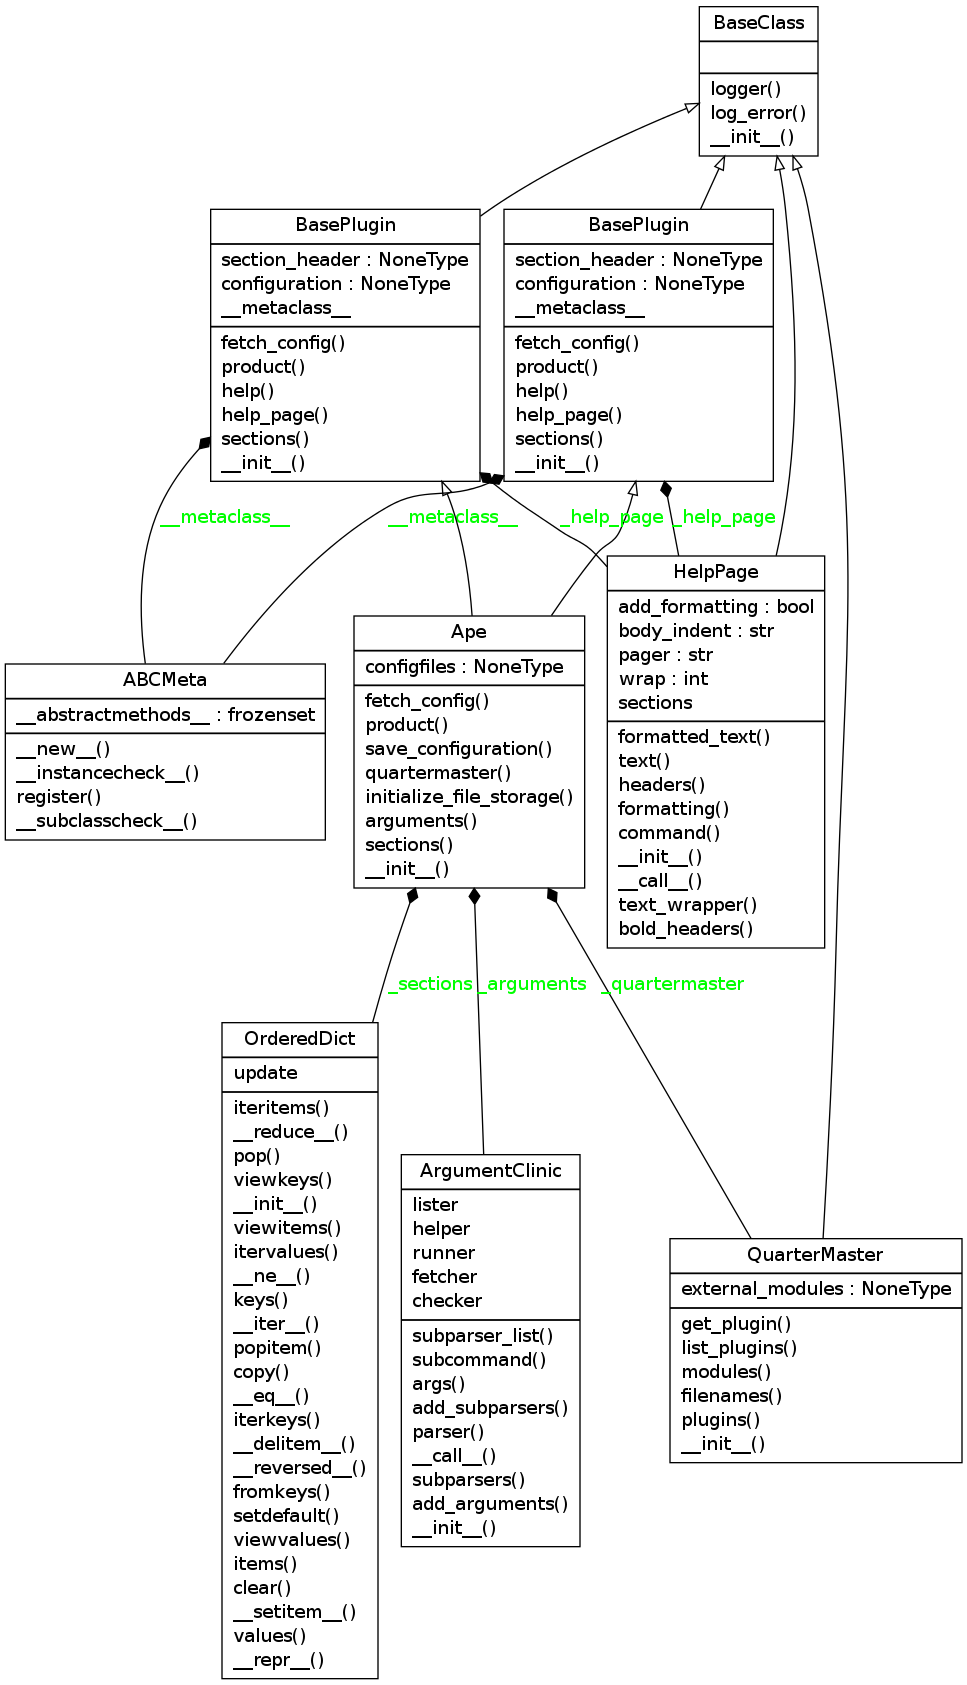 BaseClass
logger()
log_error()
__init__()
BasePlugin
section_header : NoneType
configuration : NoneType
__metaclass__
fetch_config()
product()
help()
help_page()
sections()
__init__()
BasePlugin
section_header : NoneType
configuration : NoneType
__metaclass__
fetch_config()
product()
help()
help_page()
sections()
__init__()
__metaclass__
__metaclass__
_help_page
_help_page
HelpPage
add_formatting : bool
body_indent : str
pager : str
wrap : int
sections
formatted_text()
text()
headers()
formatting()
command()
__init__()
__call__()
text_wrapper()
bold_headers()
Ape
configfiles : NoneType
fetch_config()
product()
save_configuration()
quartermaster()
initialize_file_storage()
arguments()
sections()
__init__()
ABCMeta
__abstractmethods__ : frozenset
__new__()
__instancecheck__()
register()
__subclasscheck__()
_sections
_arguments
_quartermaster
OrderedDict
update
iteritems()
__reduce__()
pop()
viewkeys()
__init__()
viewitems()
itervalues()
__ne__()
keys()
__iter__()
popitem()
copy()
__eq__()
iterkeys()
__delitem__()
__reversed__()
fromkeys()
setdefault()
viewvalues()
items()
clear()
__setitem__()
values()
__repr__()
ArgumentClinic
lister
helper
runner
fetcher
checker
subparser_list()
subcommand()
args()
add_subparsers()
parser()
__call__()
subparsers()
add_arguments()
__init__()
QuarterMaster
external_modules : NoneType
get_plugin()
list_plugins()
modules()
filenames()
plugins()
__init__()